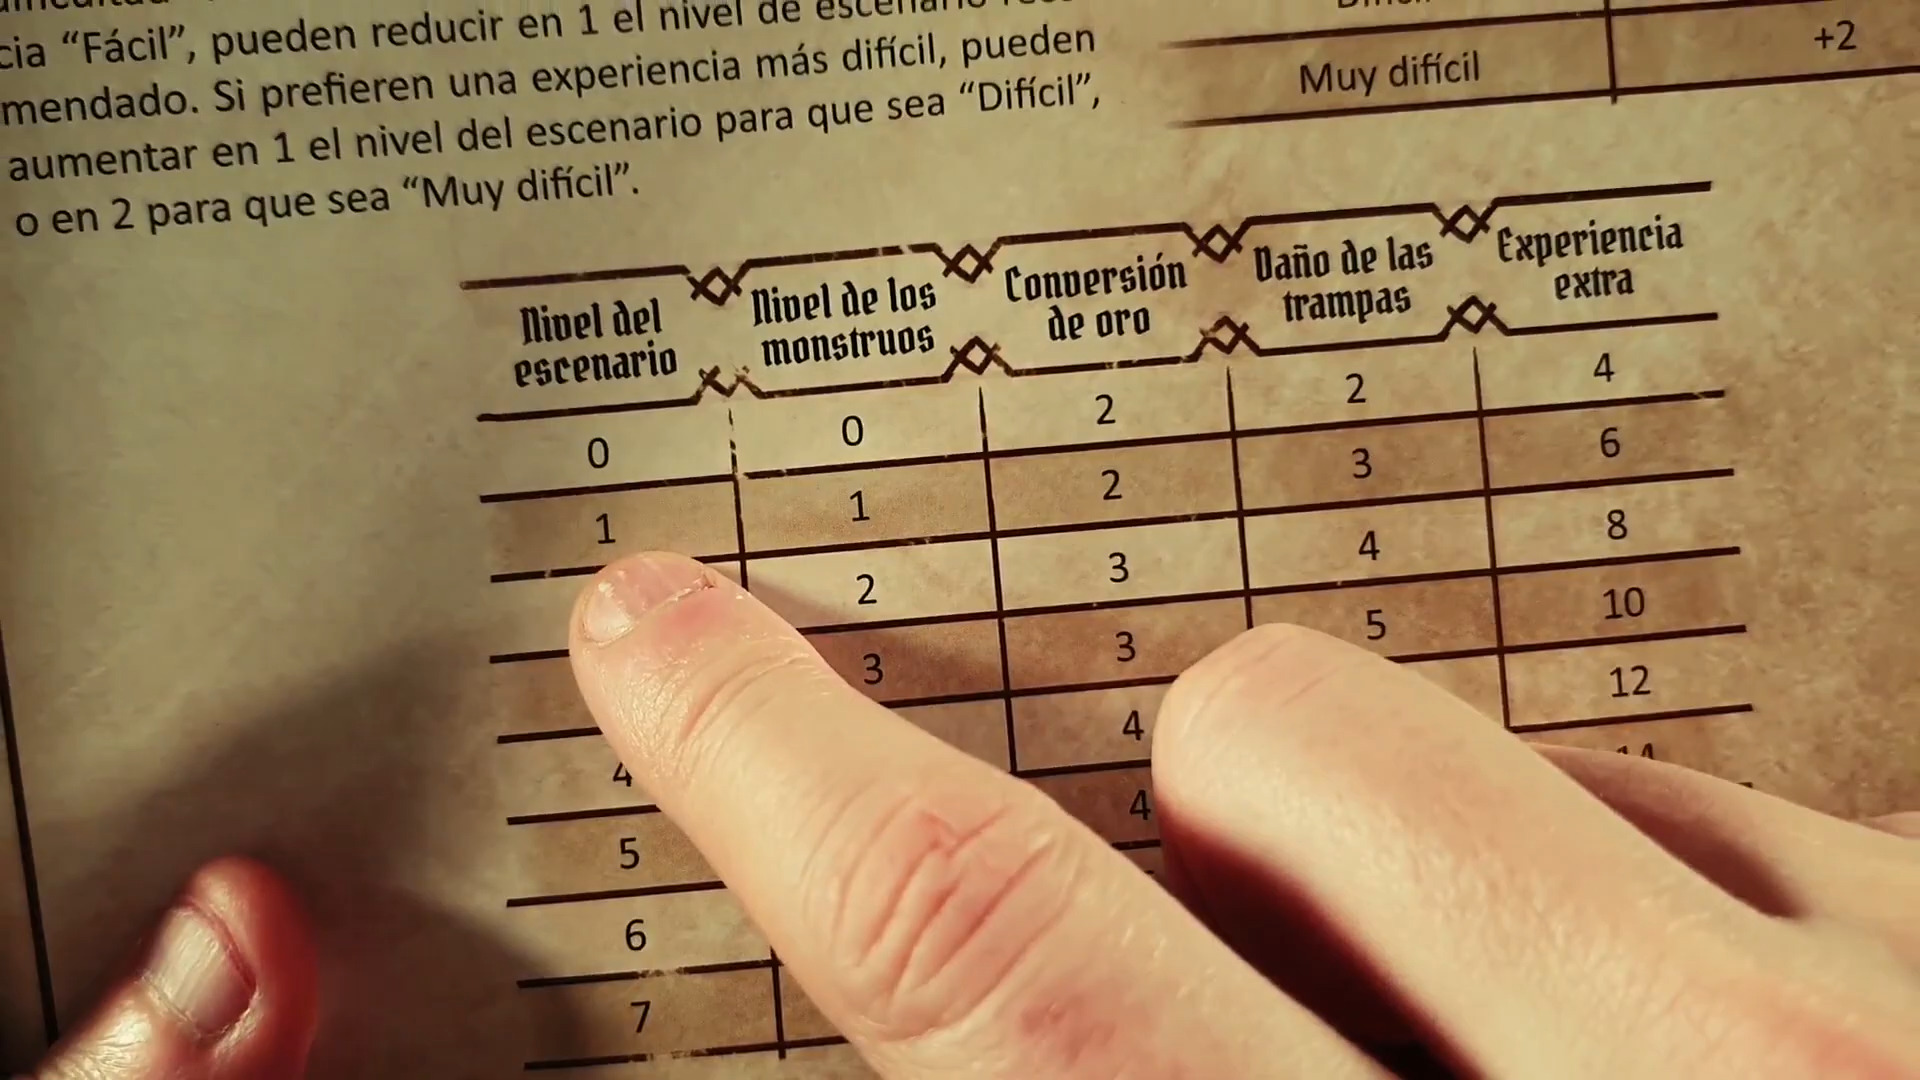 cia “Fácil”, pueden reducir en 1 el nivel de
mendado. Si prefieren una experiencia más difícil, pueden
aumentar en 1 el nivel del escenario para que sea “Difícil”,
o en 2 para que sea “Muy difícil”.
Muy difícil +2
Nivel del escenario Nivel de los monstruos Conversión de oro Daño de las trampas Experiencia extra
0 0 2 2 4
1 1 2 3 6
2 3 4 8
3 3 5 10
4 4 12
5 4
6
7